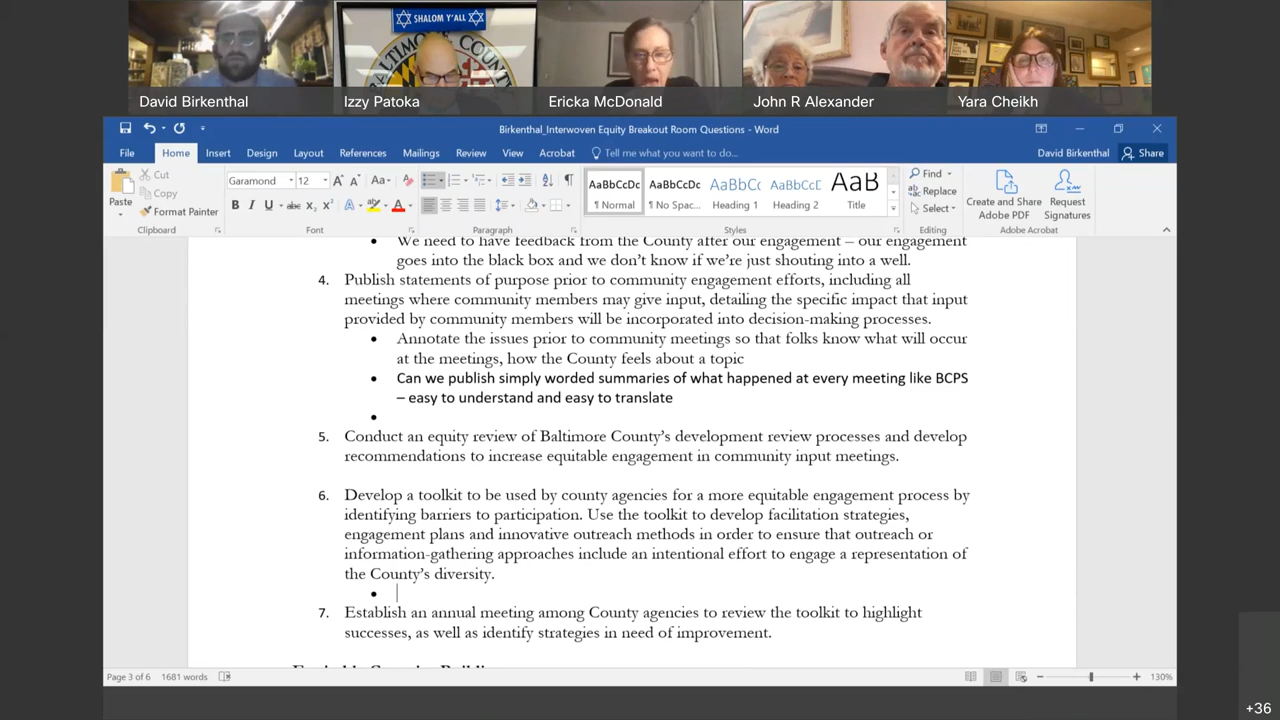 SHALOM Y'ALL
David Birkenthal
Izzy Patoka
Ericka McDonald
John R Alexander
Yara Cheikh
Birkenthal_Interwoven Equity Breakout Room Questions - Word
File Home Insert Design Layout References Mailings Review View Acrobat Tell me what you want to do... David Birkenthal Share
Paste
Cut
Copy
Format Painter
Clipboard
Garamond 12
Font
Paragraph
AaBbCcDc AaBbCcDc AaBbCc AaBbCcD AaB
¶ Normal ¶ No Spac... Heading 1 Heading 2 Title
Styles
Find
Replace
Select
Editing
Create and Share
Adobe PDF
Request
Signatures
Adobe Acrobat
• We need to have feedback from the County after our engagement – our engagement
goes into the black box and we don't know if we're just shouting into a well.
4. Publish statements of purpose prior to community engagement efforts, including all
meetings where community members may give input, detailing the specific impact that input
provided by community members will be incorporated into decision-making processes.
• Annotate the issues prior to community meetings so that folks know what will occur
at the meetings, how the County feels about a topic
• Can we publish simply worded summaries of what happened at every meeting like BCPS
– easy to understand and easy to translate
•
5. Conduct an equity review of Baltimore County's development review processes and develop
recommendations to increase equitable engagement in community input meetings.
6. Develop a toolkit to be used by county agencies for a more equitable engagement process by
identifying barriers to participation. Use the toolkit to develop facilitation strategies,
engagement plans and innovative outreach methods in order to ensure that outreach or
information-gathering approaches include an intentional effort to engage a representation of
the County's diversity.
•
7. Establish an annual meeting among County agencies to review the toolkit to highlight
successes, as well as identify strategies in need of improvement.
Page 3 of 6 1681 words
130%
+36